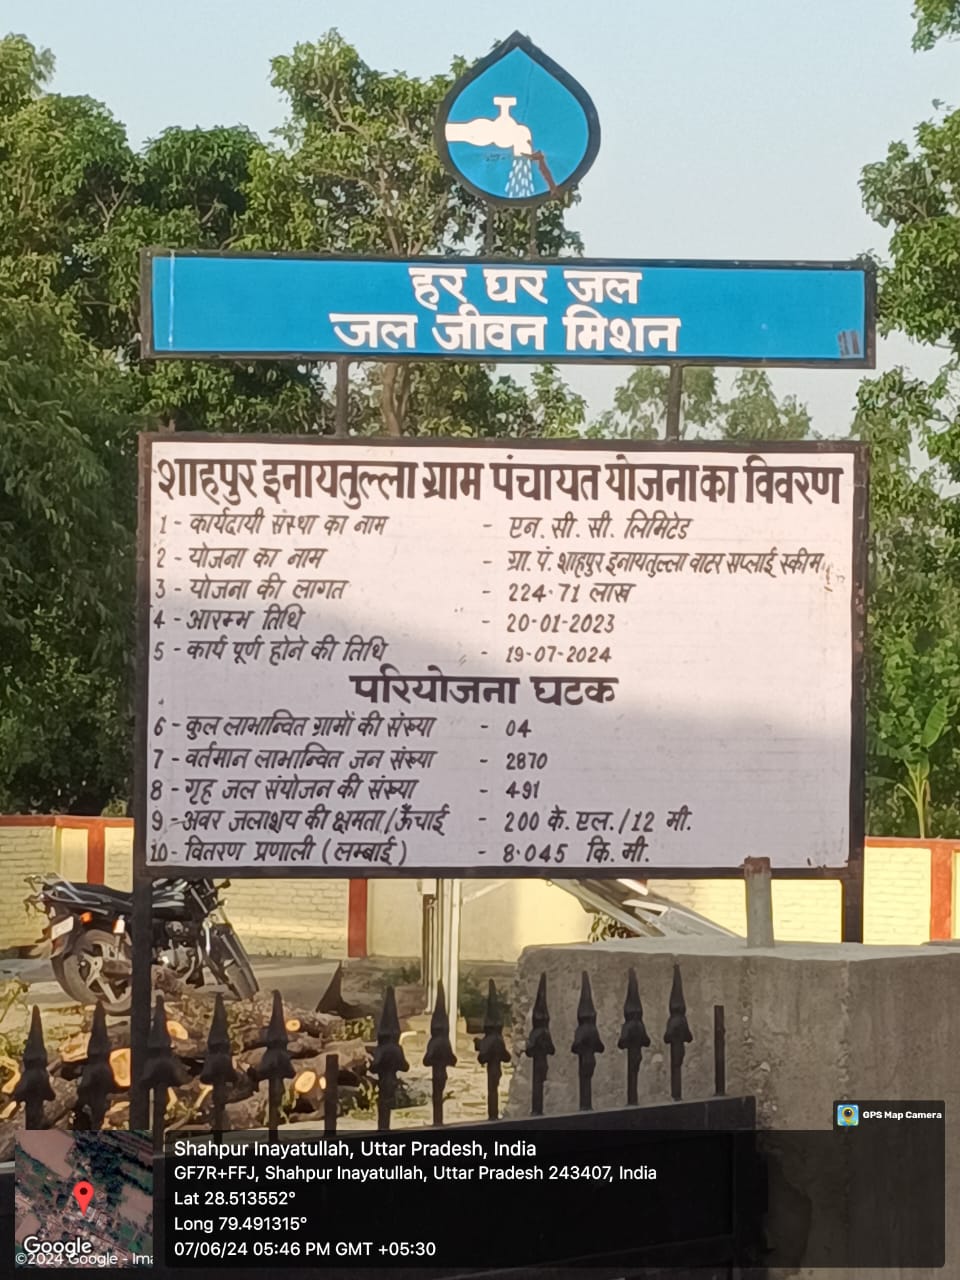 हर घर जल
जल जीवन मिशन
शाहपुर इनायतुल्ला ग्राम पंचायत योजना का विवरण
1 - कार्यदायी संस्था का नाम - एन. सी. सी. लिमिटेड
2 - योजना का नाम - ग्रा. पं. शाहपुर इनायतुल्ला वाटर सप्लाई स्कीम
3 - योजना की लागत - 224.71 लाख
4 - आरम्भ तिथि - 20-01-2023
5 - कार्य पूर्ण होने की तिथि - 19-07-2024
परियोजना घटक
6 - कुल लाभान्वित ग्रामों की संख्या - 04
7 - वर्तमान लाभान्वित जन संख्या - 2870
8 - गृह जल संयोजन की संख्या - 491
9 - अवर जलाशय की क्षमता/ऊँचाई - 200 के. एल./12 मी.
10 - वितरण प्रणाली (लम्बाई) - 8.045 कि. मी.
GPS Map Camera
Shahpur Inayatullah, Uttar Pradesh, India
GF7R+FFJ, Shahpur Inayatullah, Uttar Pradesh 243407, India
Lat 28.513552°
Long 79.491315°
07/06/24 05:46 PM GMT +05:30
Google
©2024 Google - Ima